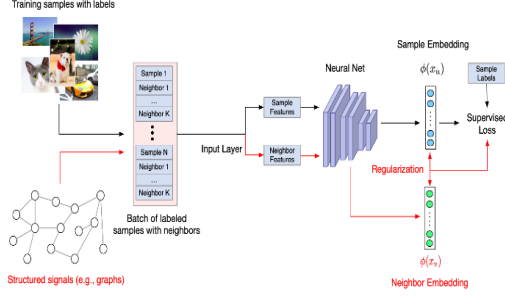 Training samples with labels
Sample 1
Neighbor 1
...
Neighbor K
Sample N
Neighbor 1
...
Neighbor K
Batch of labeled
samples with neighbors
Structured signals (e.g., graphs)
Input Layer
Sample
Features
Neighbor
Features
Neural Net
Sample Embedding
ϕ(xᵤ)
Sample
Labels
Supervised
Loss
Regularization
ϕ(xᵥ)
Neighbor Embedding